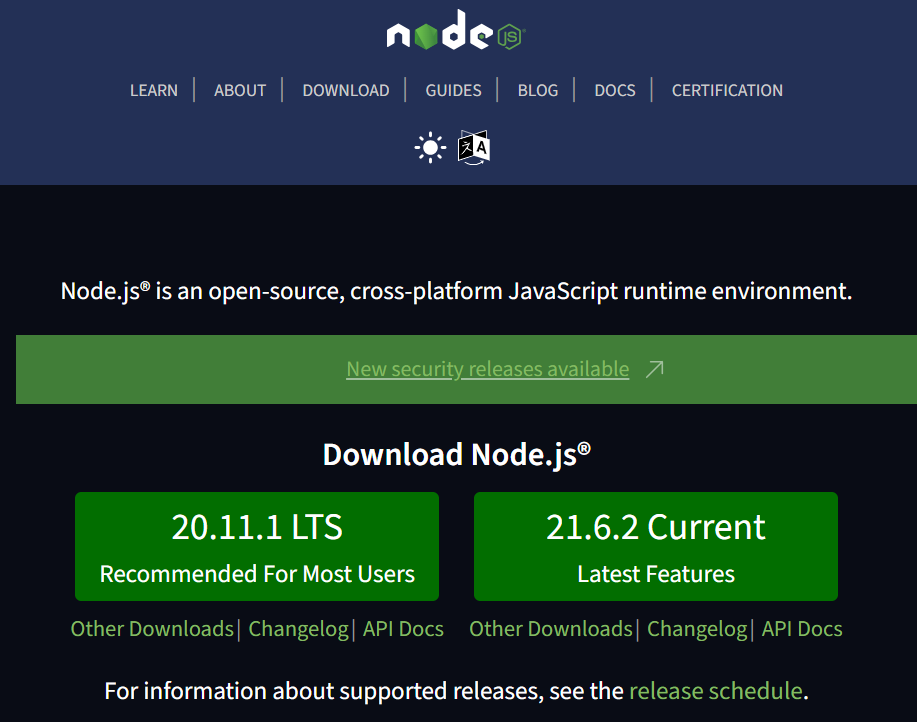 node JS®
LEARN | ABOUT | DOWNLOAD | GUIDES | BLOG | DOCS | CERTIFICATION
文 A
Node.js® is an open-source, cross-platform JavaScript runtime environment.
New security releases available
Download Node.js®
20.11.1 LTS
Recommended For Most Users
21.6.2 Current
Latest Features
Other Downloads | Changelog | API Docs
Other Downloads | Changelog | API Docs
For information about supported releases, see the release schedule.